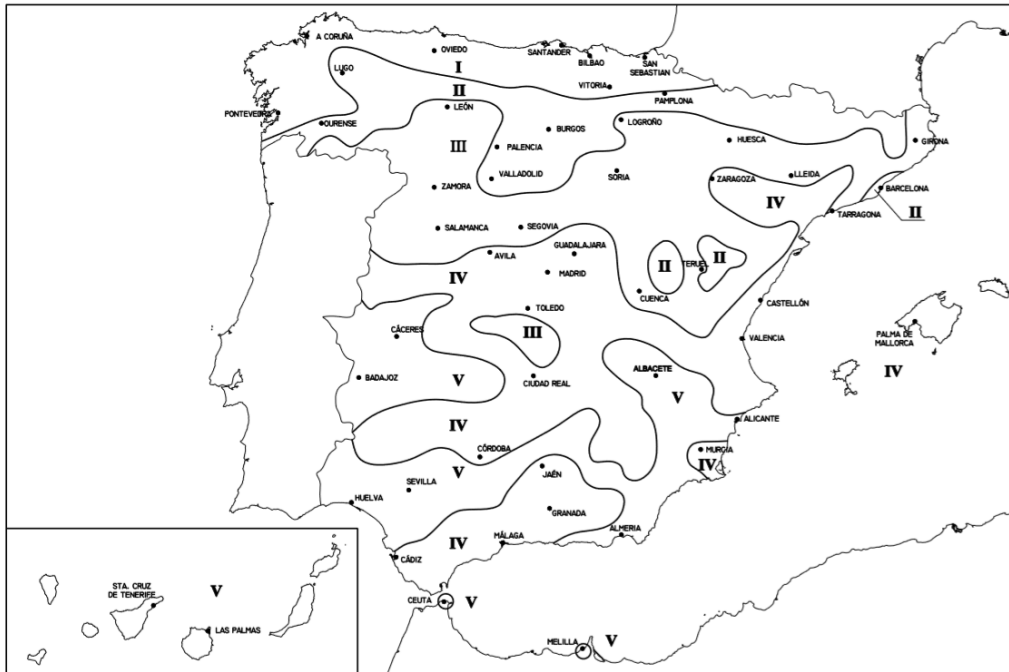 A CORUÑA
OVIEDO
SANTANDER
BILBAO
SAN
SEBASTIAN
LUGO
I
VITORIA
II
PAMPLONA
LEÓN
PONTEVEDRA
OURENSE
LOGROÑO
BURGOS
III
PALENCIA
HUESCA
GIRONA
VALLADOLID
SORIA
ZARAGOZA
LLEIDA
ZAMORA
IV
BARCELONA
TARRAGONA
II
SALAMANCA
SEGOVIA
AVILA
GUADALAJARA
IV
MADRID
II
TERUEL
II
CUENCA
TOLEDO
CASTELLÓN
CÁCERES
III
VALENCIA
PALMA DE
MALLORCA
IV
BADAJOZ
V
CIUDAD REAL
ALBACETE
V
IV
ALICANTE
CÓRDOBA
MURCIA
IV
V
JAÉN
SEVILLA
HUELVA
GRANADA
ALMERIA
MÁLAGA
IV
CÁDIZ
CEUTA
V
MELILLA
V
STA. CRUZ
DE TENERIFE
V
LAS PALMAS